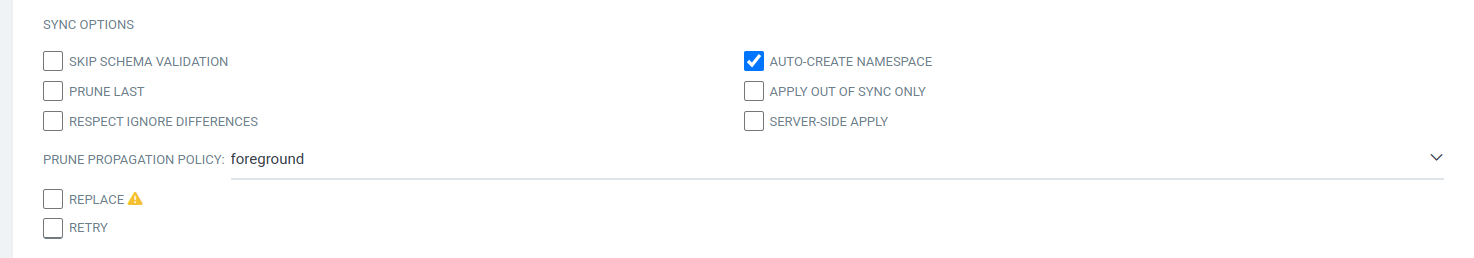 SYNC OPTIONS
SKIP SCHEMA VALIDATION
AUTO-CREATE NAMESPACE
PRUNE LAST
APPLY OUT OF SYNC ONLY
RESPECT IGNORE DIFFERENCES
SERVER-SIDE APPLY
PRUNE PROPAGATION POLICY: foreground
REPLACE
RETRY